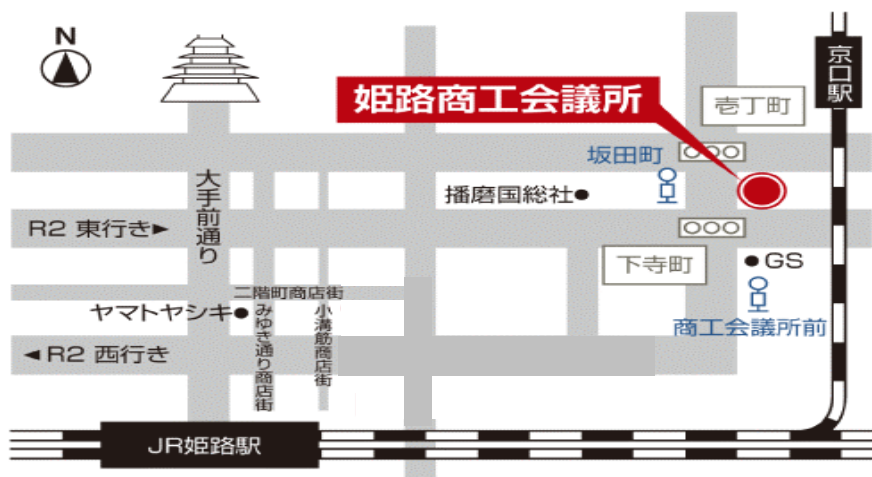 N
京口駅
姫路商工会議所
壱丁町
坂田町
大手前通り
播磨国総社
R2 東行き
下寺町
GS
二階町商店街
ヤマトヤシキ
みゆき通り商店街
小溝筋商店街
商工会議所前
R2 西行き
JR姫路駅